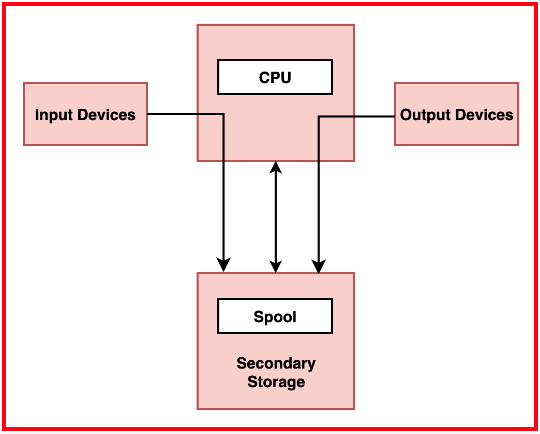 CPU
Input Devices
Output Devices
Spool
Secondary
Storage